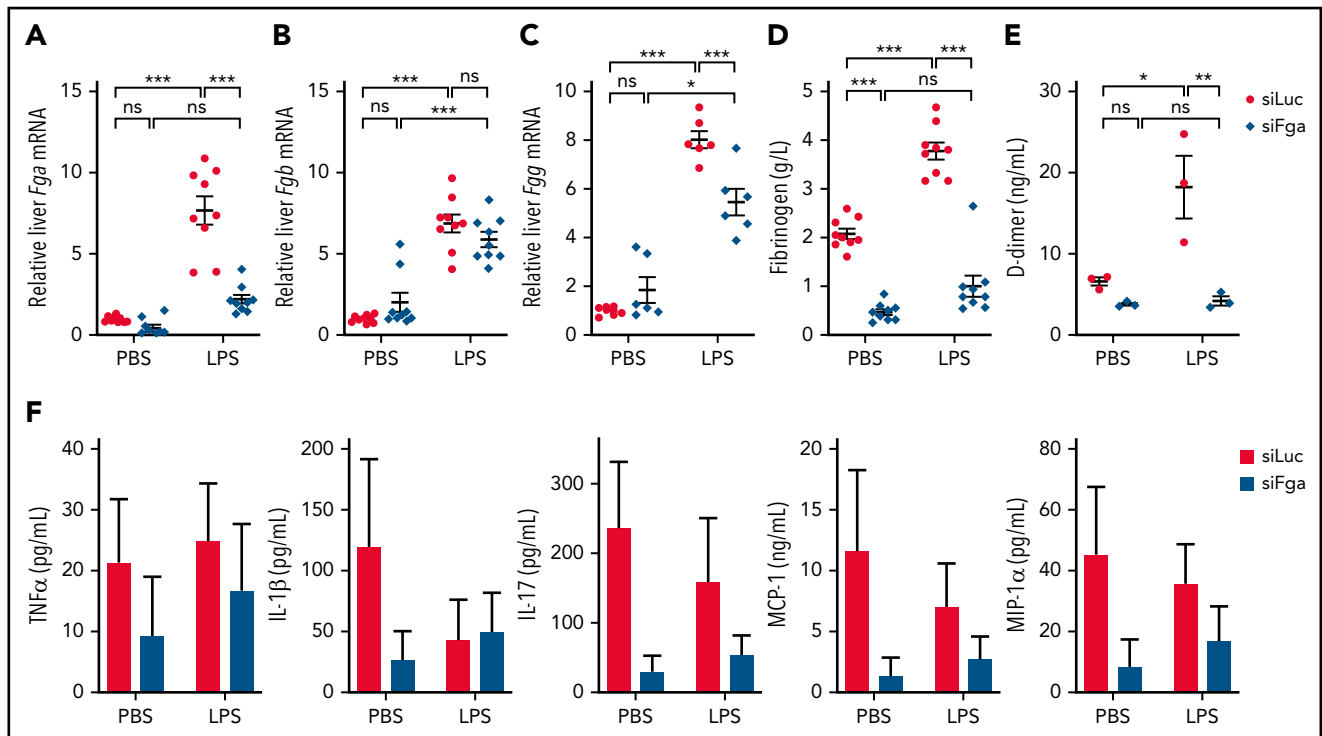 A
B
C
D
E
Relative liver Fga mRNA
15
10
5
0
*** ***
ns ns
PBS LPS
Relative liver Fgb mRNA
15
10
5
0
*** ns
ns ***
PBS LPS
Relative liver Fgg mRNA
10
8
6
4
2
0
*** ***
ns *
PBS LPS
Fibrinogen (g/L)
5
4
3
2
1
0
*** ***
*** ns
PBS LPS
D-dimer (ng/mL)
30
20
10
0
* **
ns ns
PBS LPS
siLuc
siFga
F
TNFα (pg/mL)
40
30
20
10
0
PBS LPS
IL-1β (pg/mL)
200
150
100
50
0
PBS LPS
IL-17 (pg/mL)
300
200
100
0
PBS LPS
MCP-1 (ng/mL)
20
15
10
5
0
PBS LPS
MIP-1α (pg/mL)
80
60
40
20
0
PBS LPS
siLuc
siFga